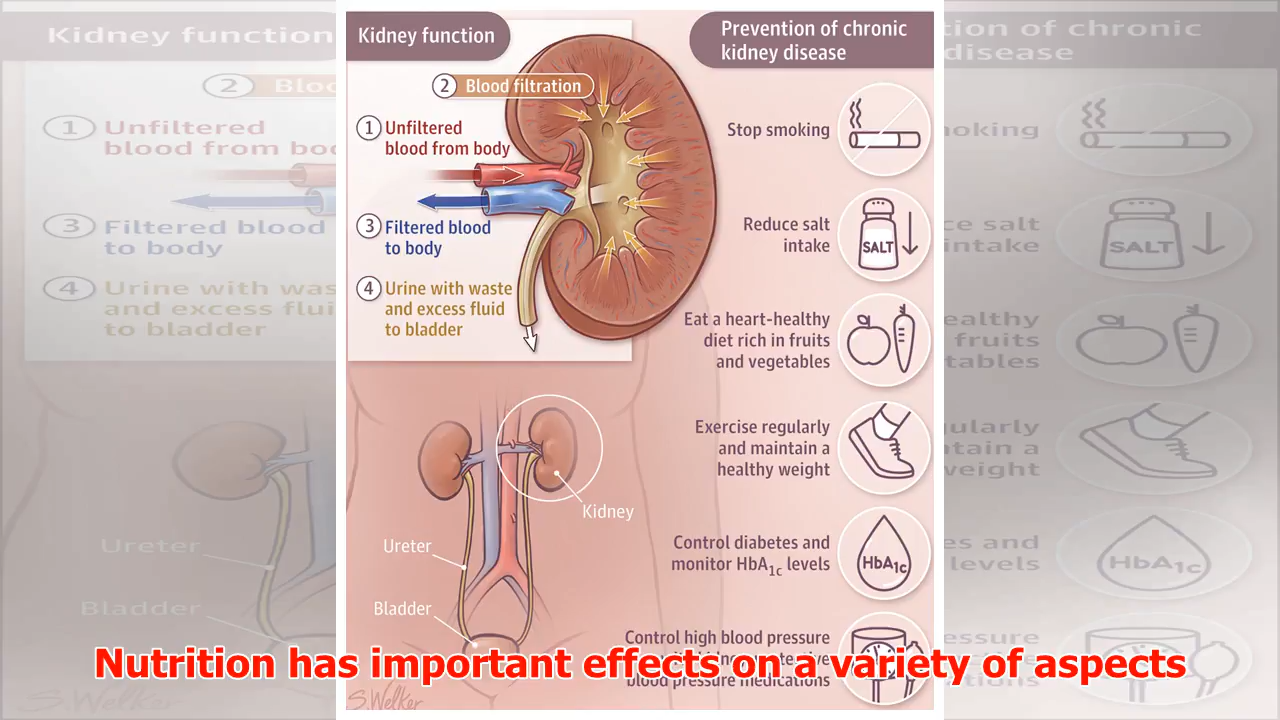 Kidney function
2 Blood filtration
1 Unfiltered
blood from body
3 Filtered blood
to body
4 Urine with waste
and excess fluid
to bladder
Kidney
Ureter
Bladder
S.Welker
Prevention of chronic
kidney disease
Stop smoking
Reduce salt
intake
SALT
Eat a heart-healthy
diet rich in fruits
and vegetables
Exercise regularly
and maintain a
healthy weight
Control diabetes and
monitor HbA1c levels
HbA1c
Control high blood pressure
blood pressure medications
Nutrition has important effects on a variety of aspects